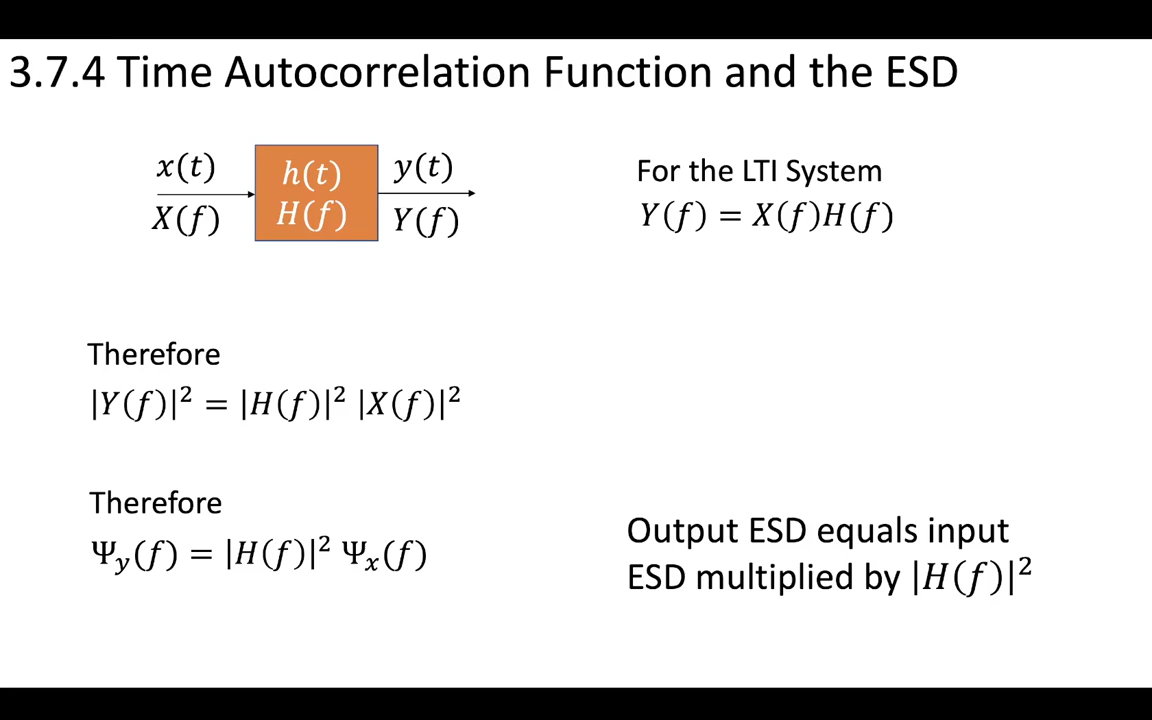 3.7.4 Time Autocorrelation Function and the ESD
x(t)
X(f)
h(t)
H(f)
y(t)
Y(f)
For the LTI System
Y(f) = X(f)H(f)
Therefore
|Y(f)|² = |H(f)|² |X(f)|²
Therefore
Ψ_y(f) = |H(f)|² Ψ_x(f)
Output ESD equals input
ESD multiplied by |H(f)|²